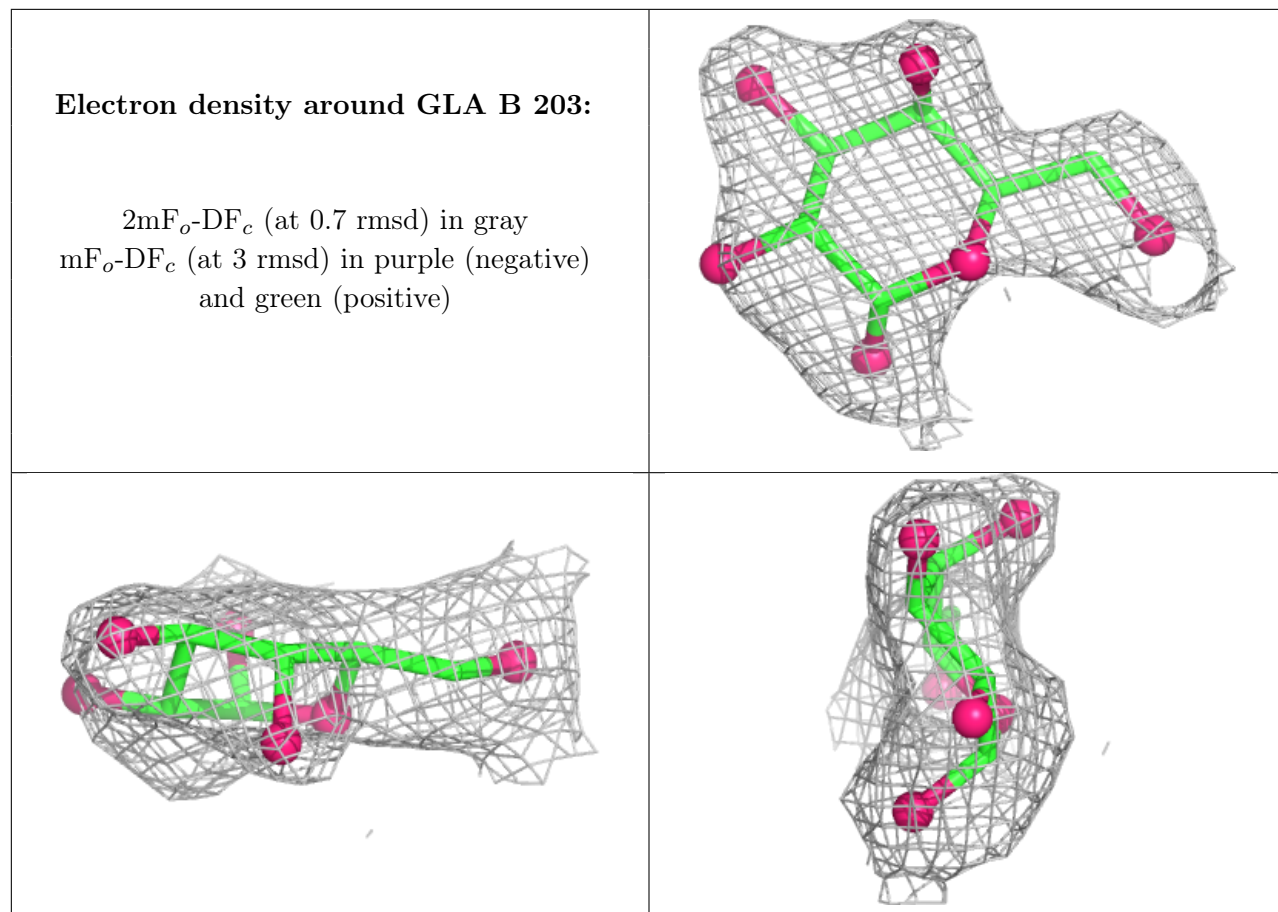 Electron density around GLA B 203:
2mFo-DFc (at 0.7 rmsd) in gray
mFo-DFc (at 3 rmsd) in purple (negative)
and green (positive)